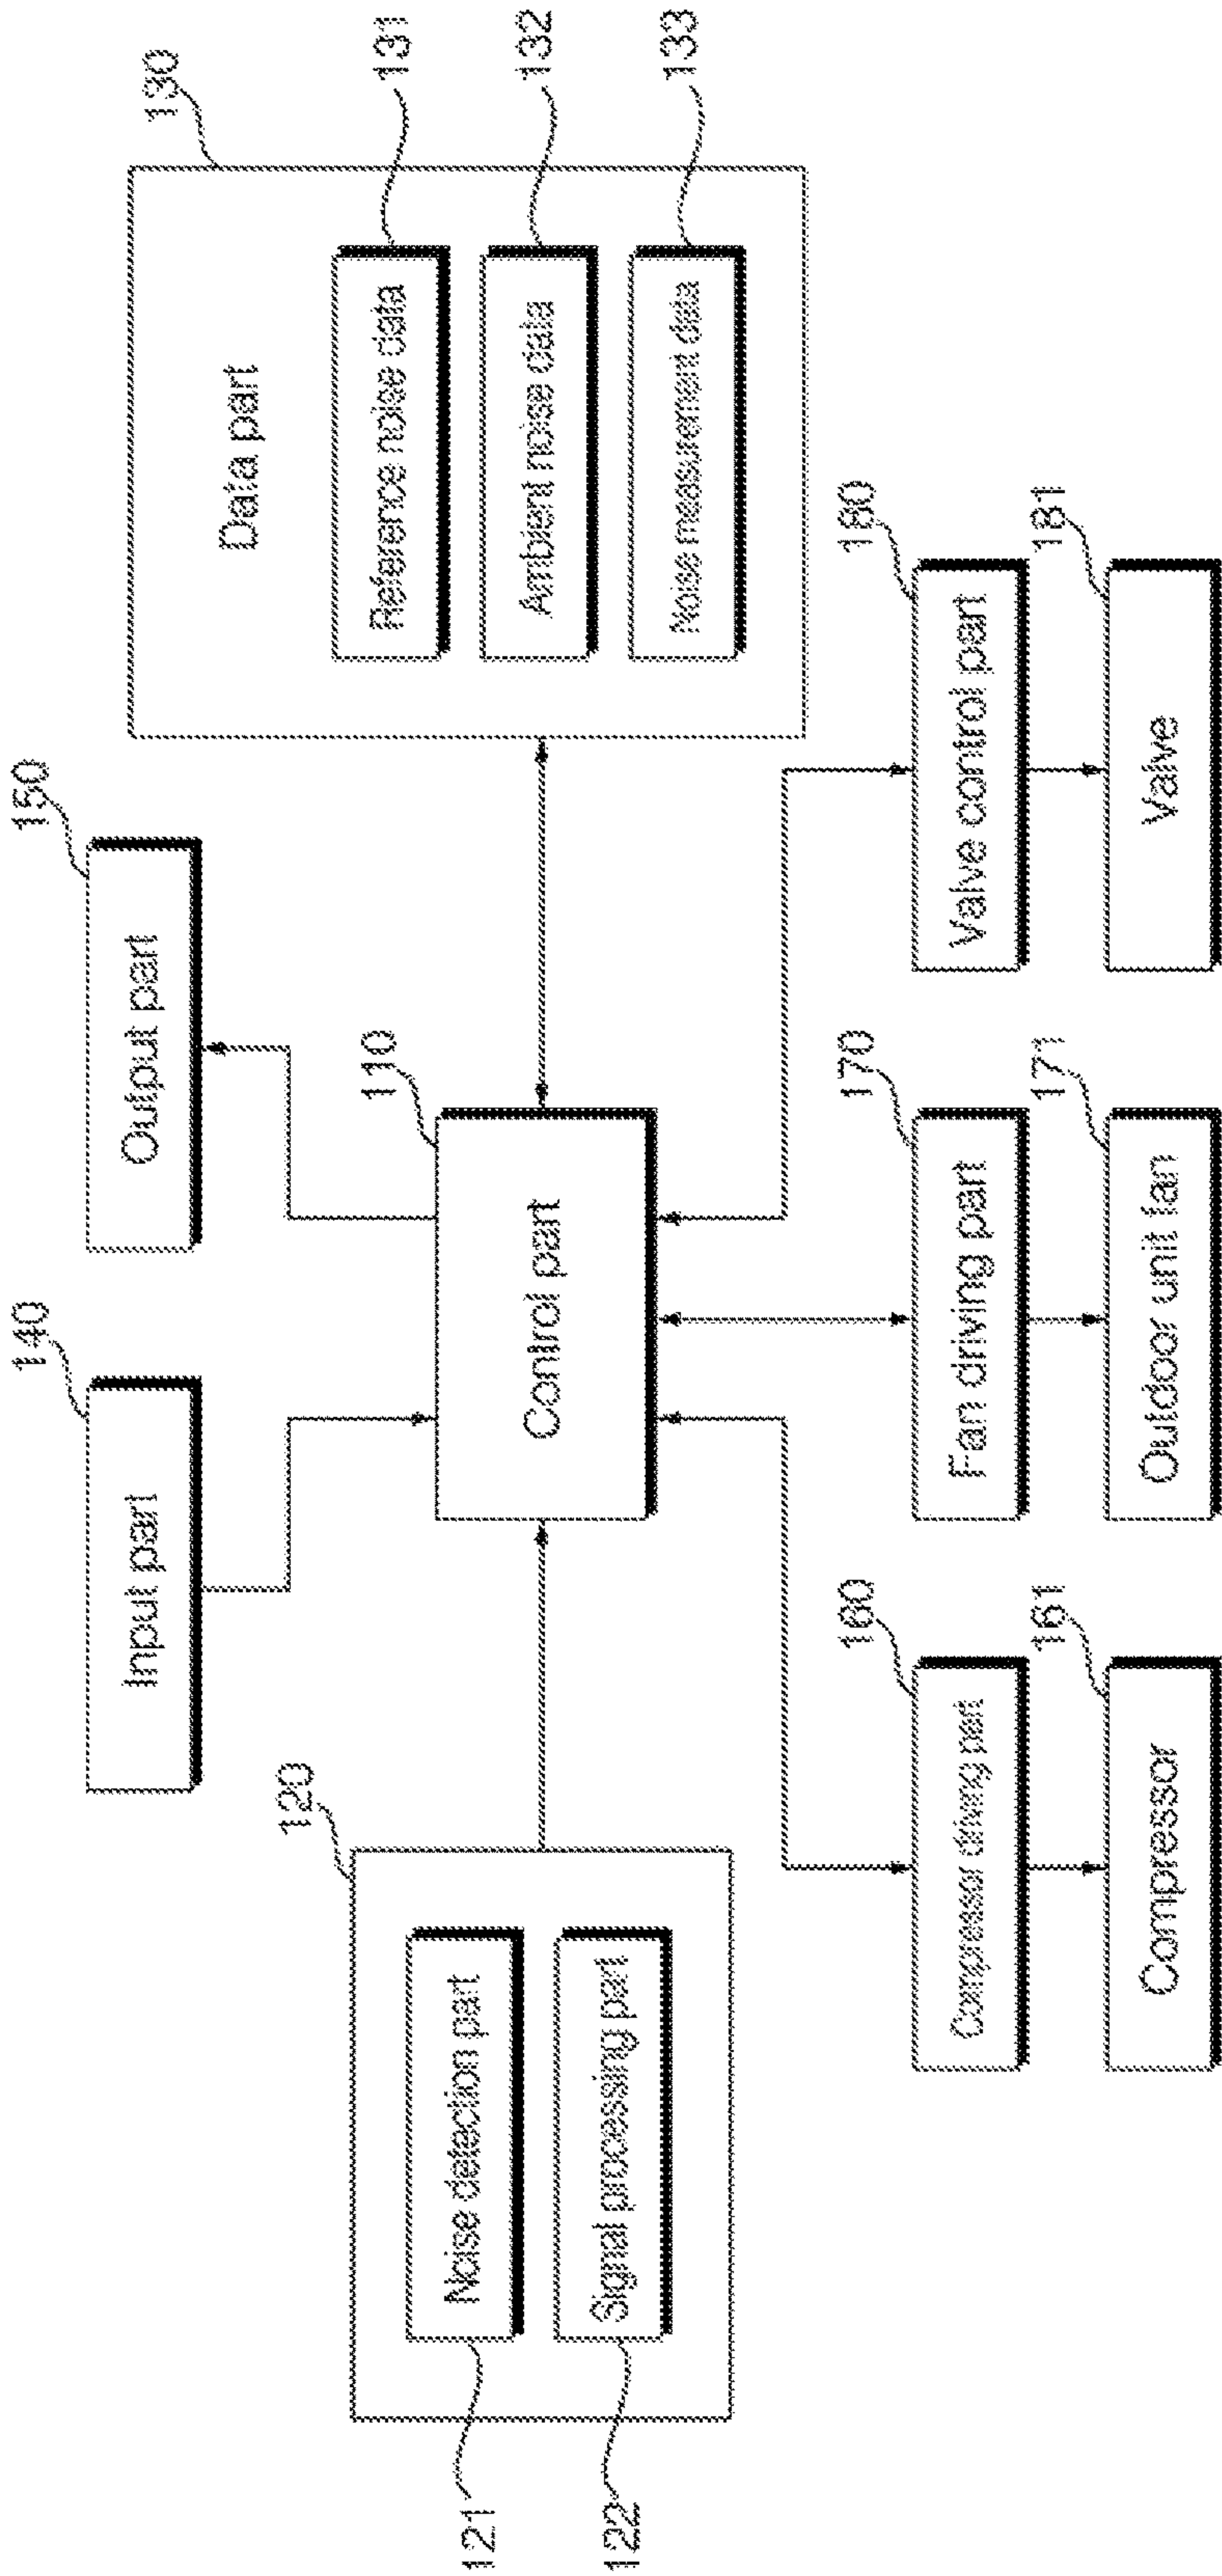 140
Input part
150
Output part
130
Data part
120
121
Noise detection part
122
Signal processing part
110
Control part
Reference noise data
131
Ambient noise data
132
Noise measurement data
133
160
Compressor driving part
161
Compressor
170
Fan driving part
171
Outdoor unit fan
180
Valve control part
181
Valve